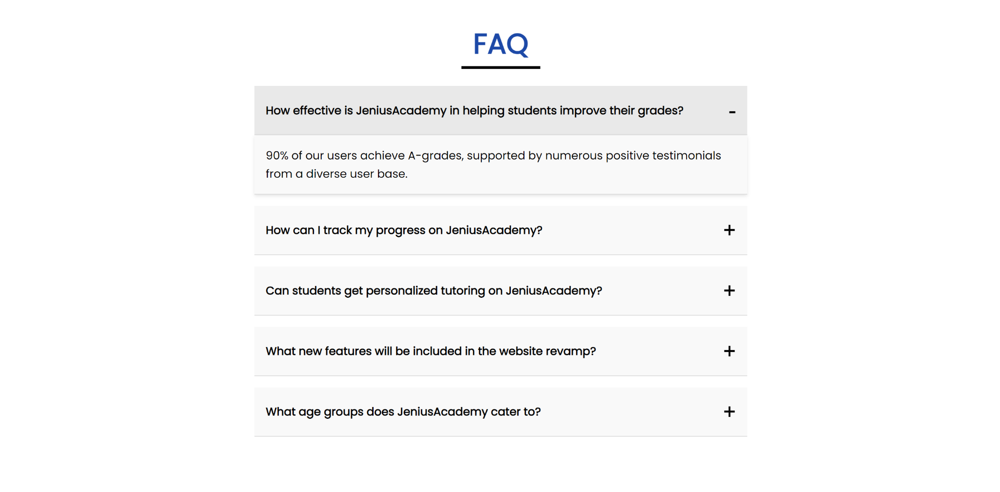 FAQ
How effective is JeniusAcademy in helping students improve their grades?
-
90% of our users achieve A-grades, supported by numerous positive testimonials
from a diverse user base.
How can I track my progress on JeniusAcademy?
+
Can students get personalized tutoring on JeniusAcademy?
+
What new features will be included in the website revamp?
+
What age groups does JeniusAcademy cater to?
+